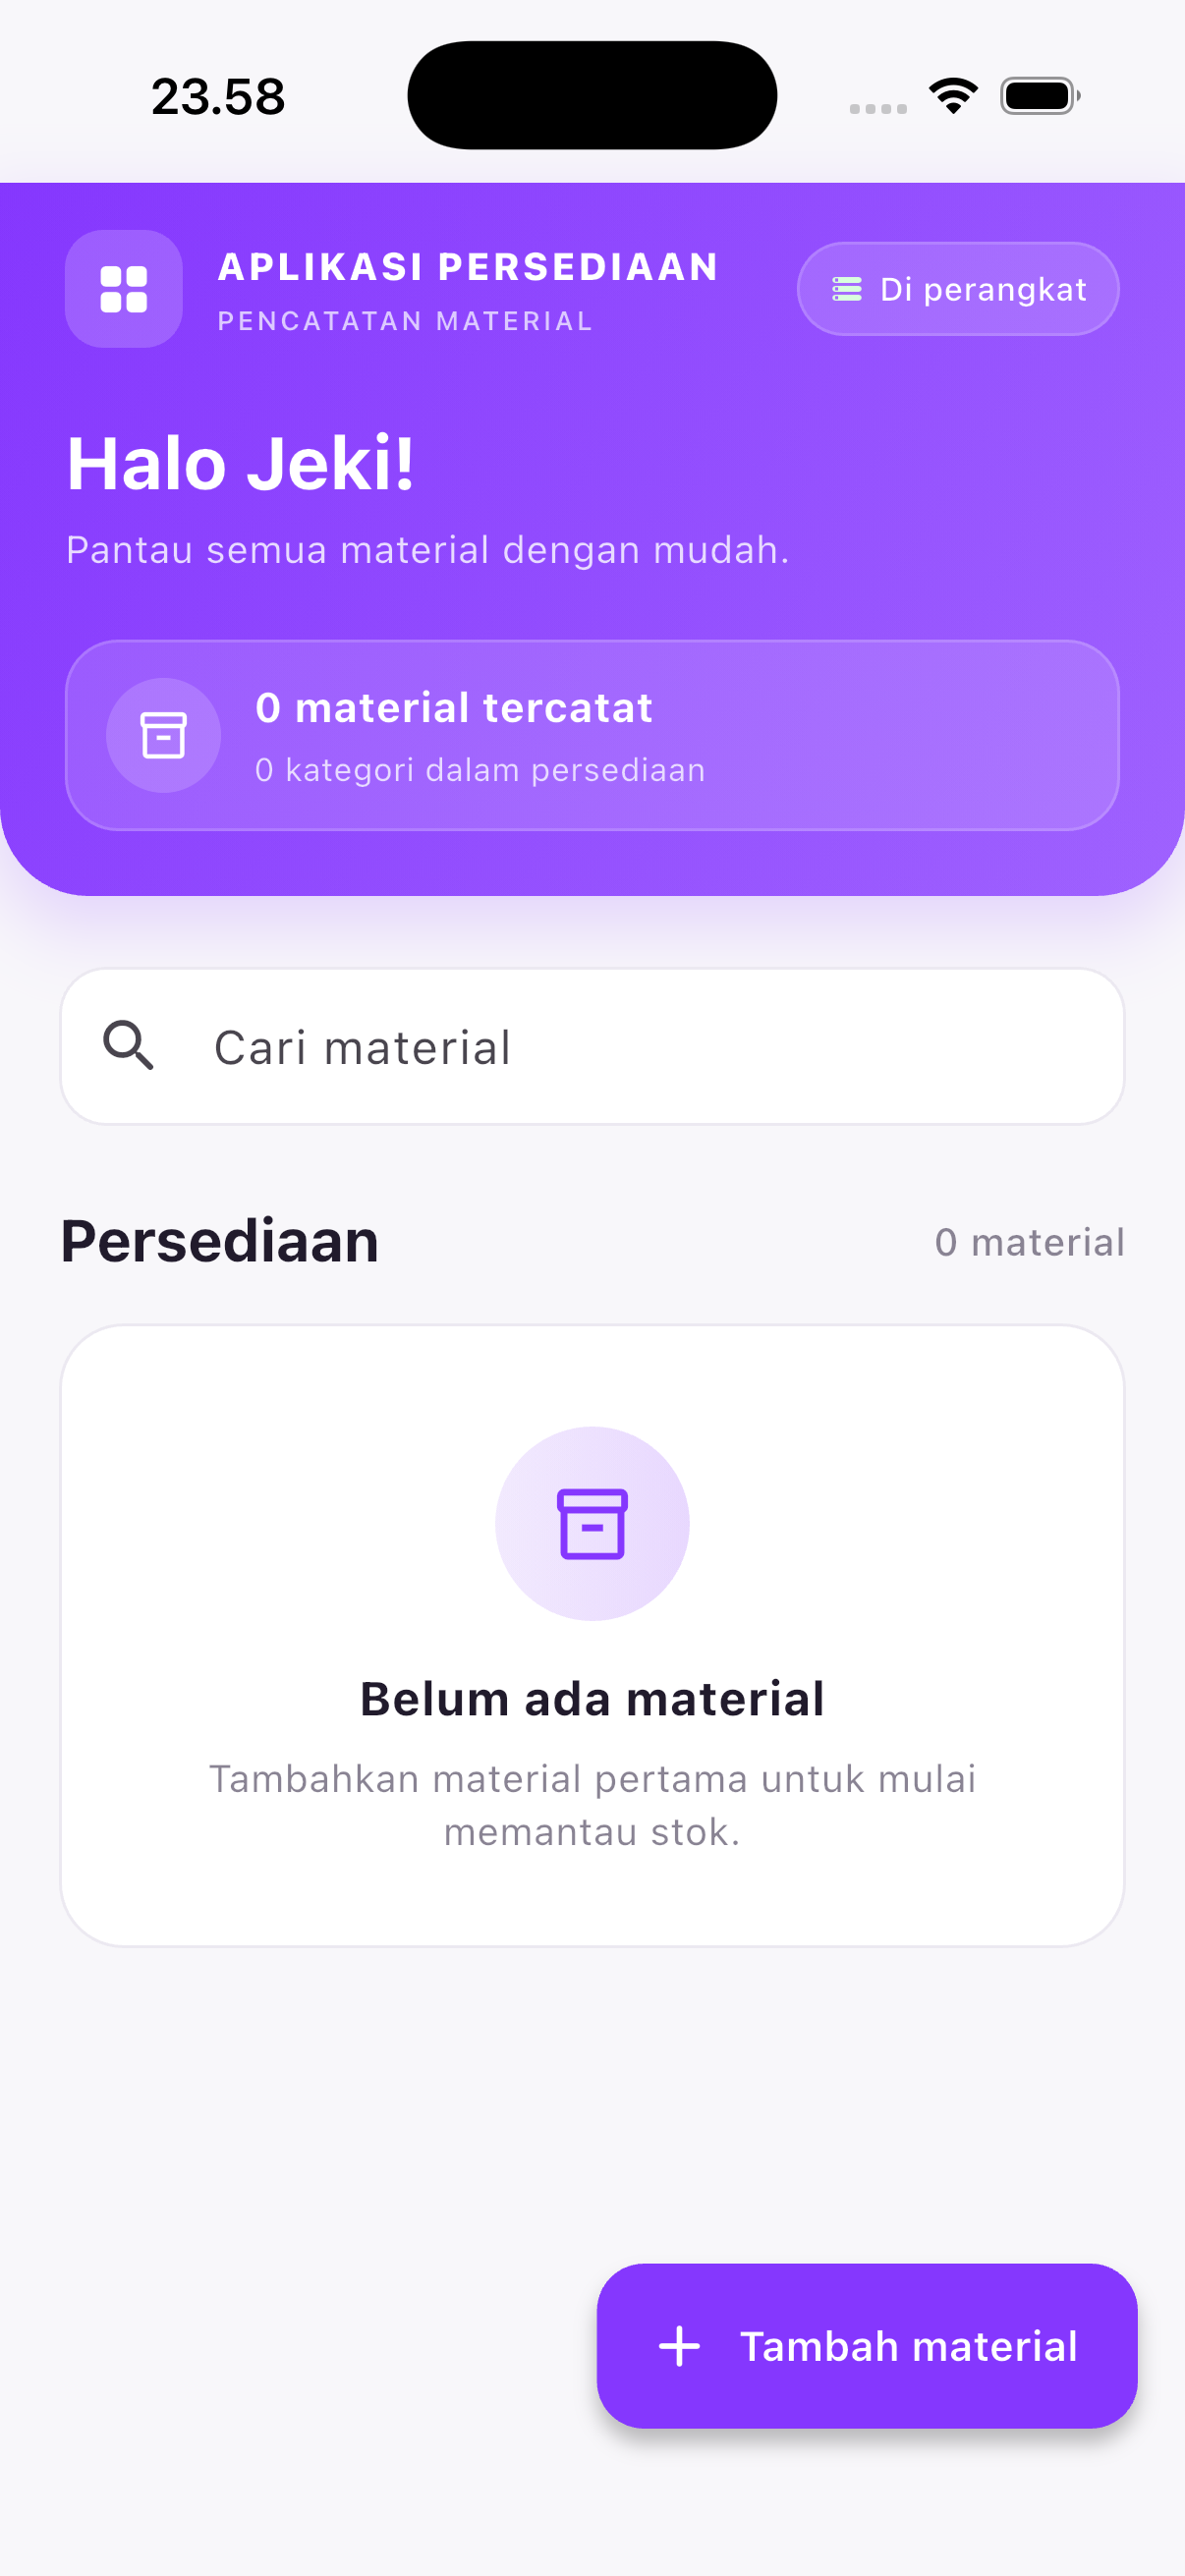 23.58
APLIKASI PERSEDIAAN
PENCATATAN MATERIAL
Di perangkat
Halo Jeki!
Pantau semua material dengan mudah.
0 material tercatat
0 kategori dalam persediaan
Cari material
Persediaan
0 material
Belum ada material
Tambahkan material pertama untuk mulai
memantau stok.
Tambah material